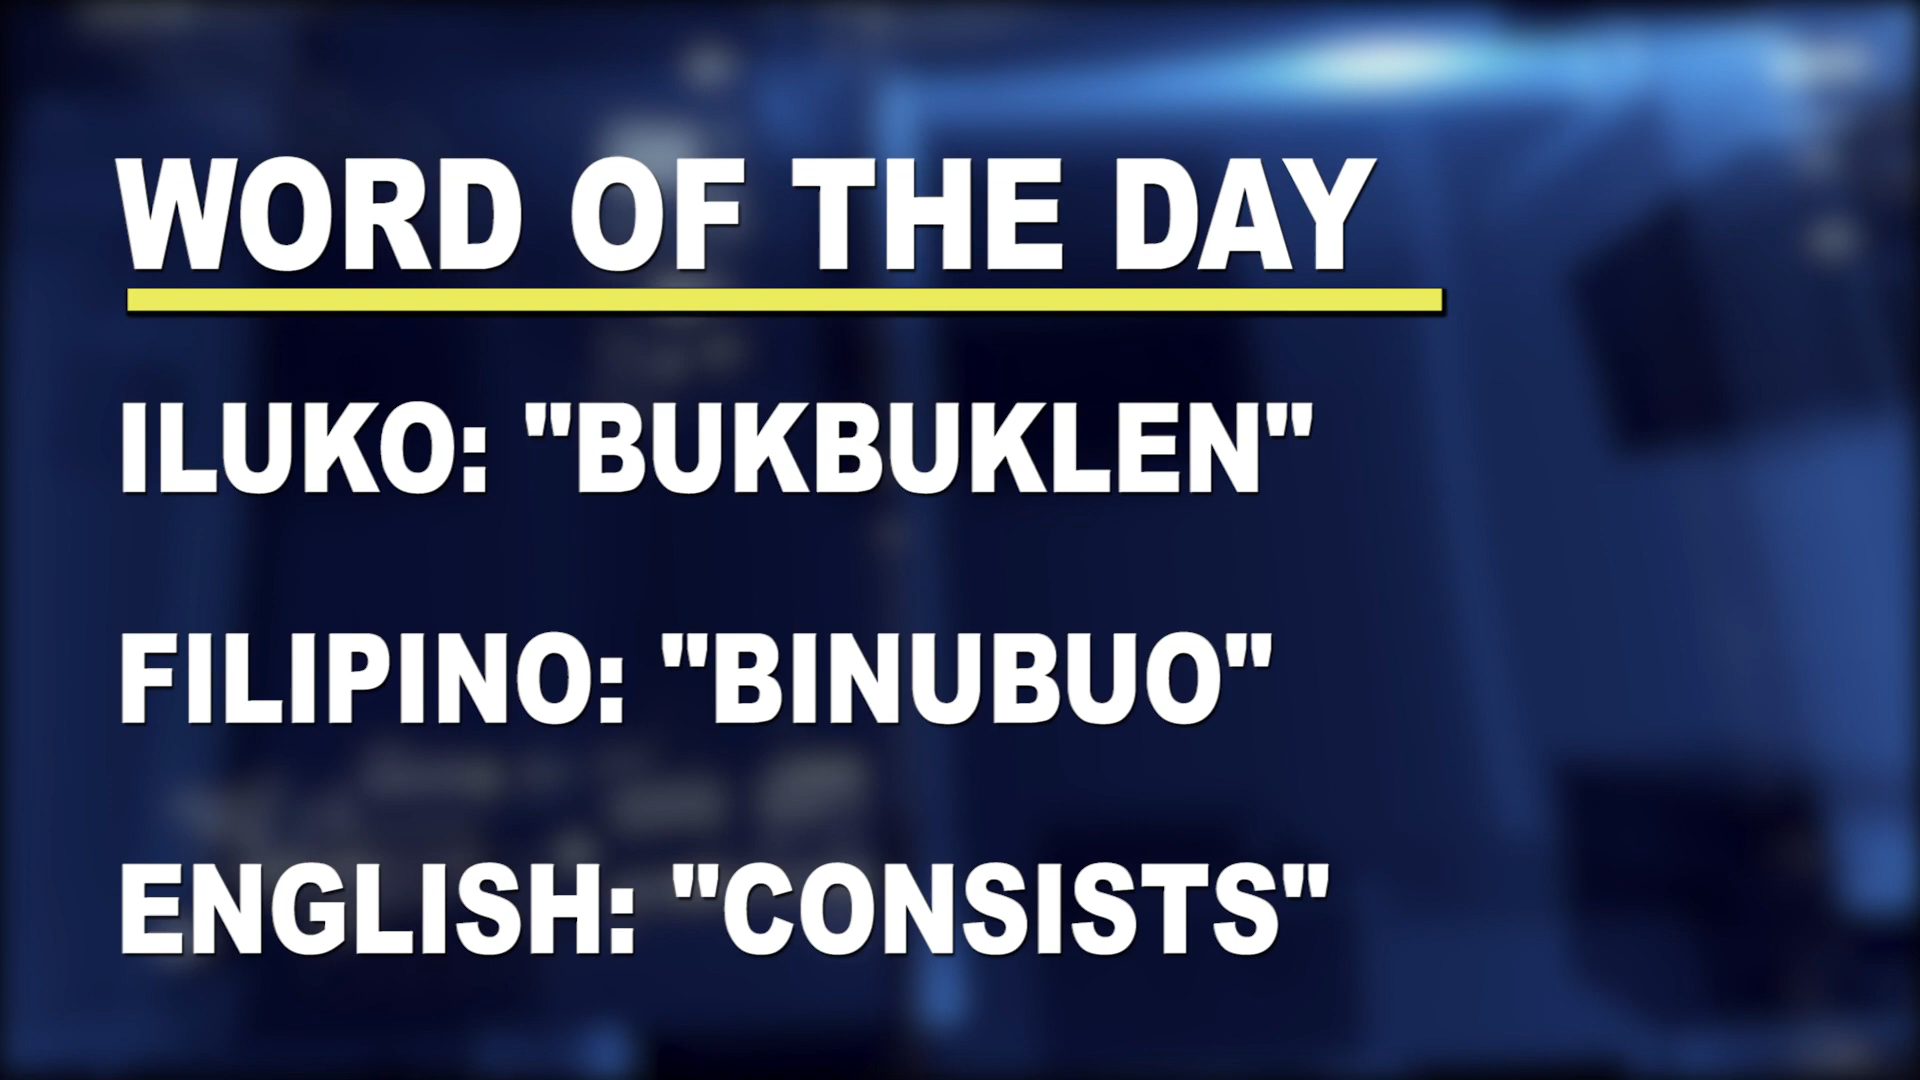 WORD OF THE DAY
ILUKO: "BUKBUKLEN"
FILIPINO: "BINUBUO"
ENGLISH: "CONSISTS"